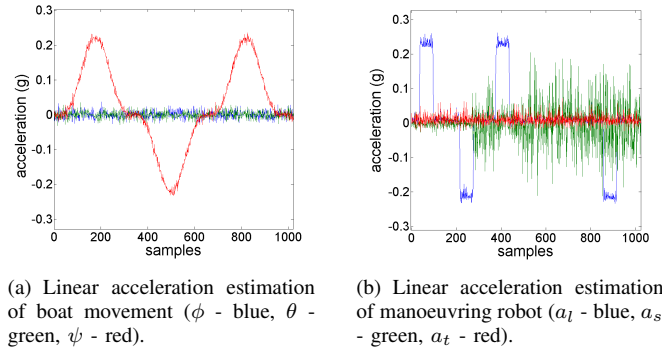 0.3
0.2
0.1
0
-0.1
-0.2
-0.3
acceleration (g)
0 200 400 600 800 1000
samples
0.3
0.2
0.1
0
-0.1
-0.2
-0.3
acceleration (g)
0 200 400 600 800 1000
samples
(a) Linear acceleration estimation
of boat movement (ϕ - blue, θ -
green, ψ - red).
(b) Linear acceleration estimation
of manoeuvring robot (a_l - blue, a_s
- green, a_t - red).